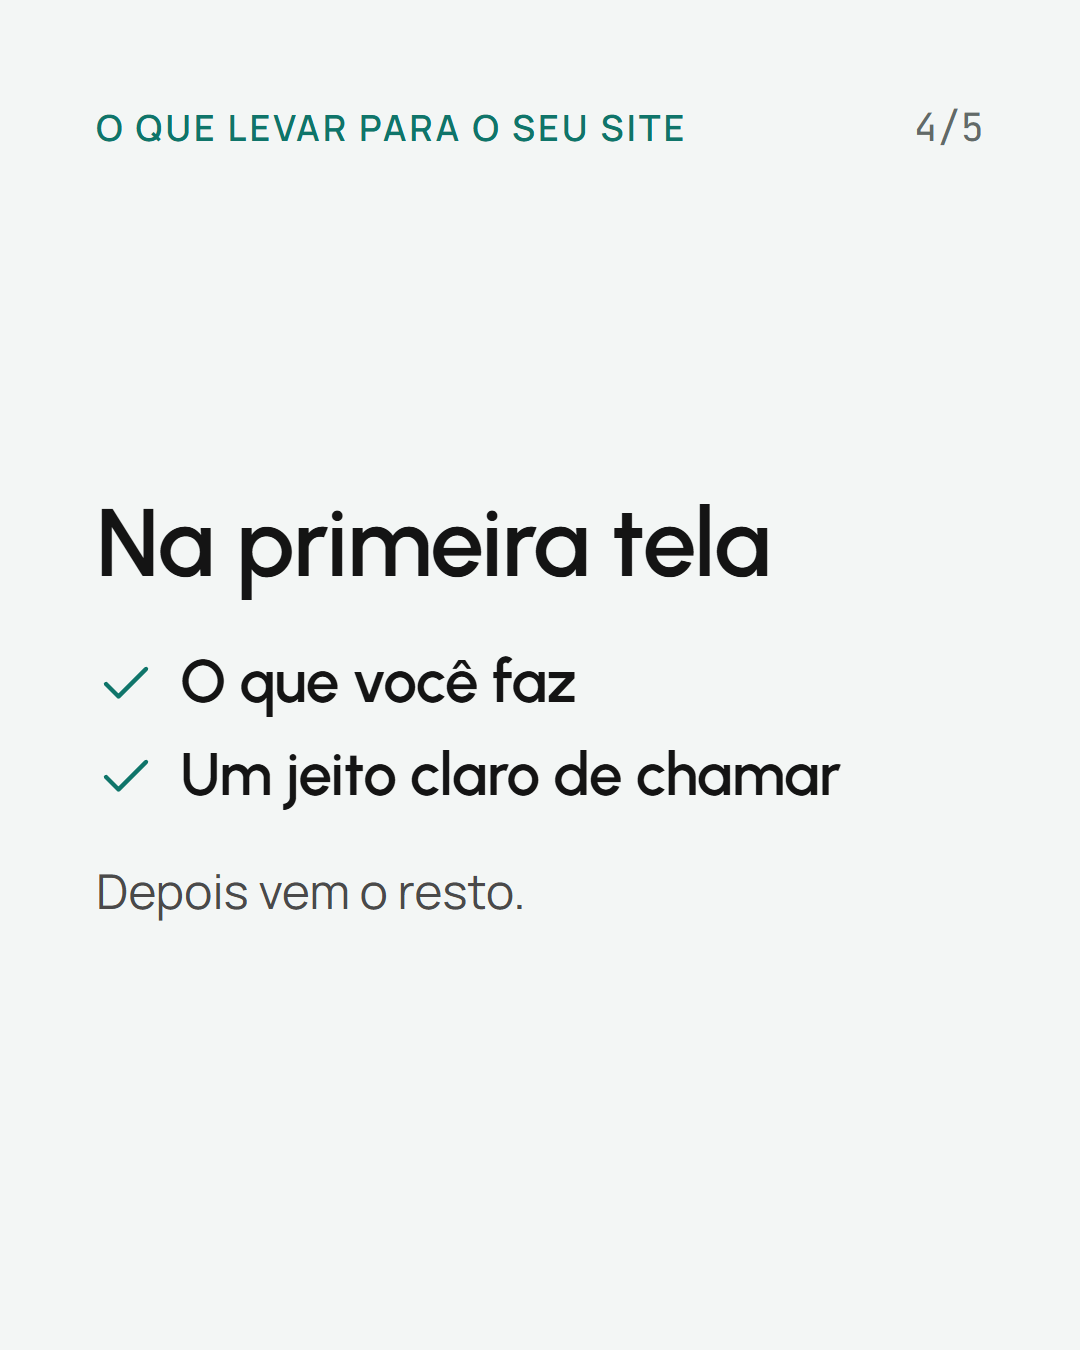 O QUE LEVAR PARA O SEU SITE 4/5
Na primeira tela
O que você faz
Um jeito claro de chamar
Depois vem o resto.